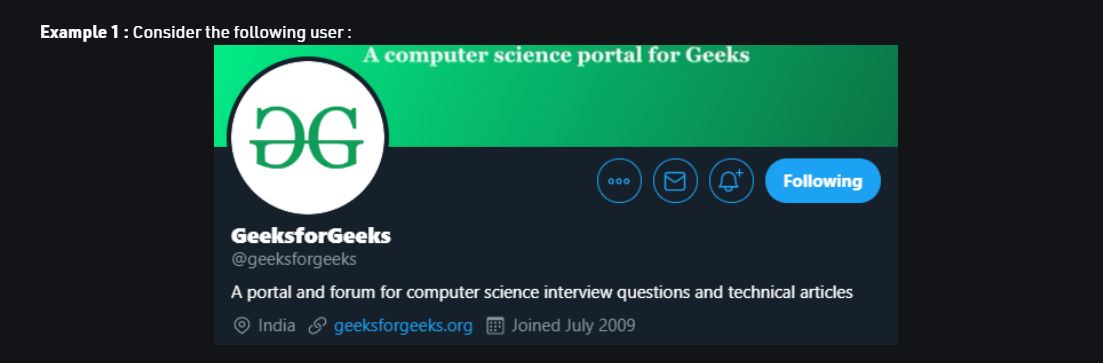 Example 1 : Consider the following user :
A computer science portal for Geeks
Following
GeeksforGeeks
@geeksforgeeks
A portal and forum for computer science interview questions and technical articles
India geeksforgeeks.org Joined July 2009